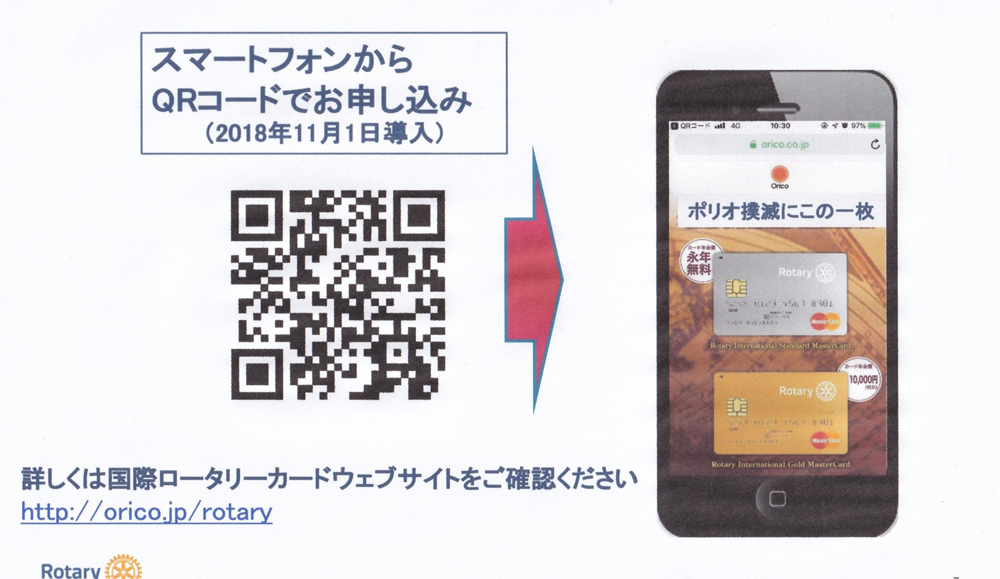 スマートフォンから
QRコードでお申し込み
（2018年11月1日導入）
QRコード 4G 10:30 97%
orico.co.jp
Orico
ポリオ撲滅にこの一枚
カード年会費
永年
無料
Rotary
MasterCard
Rotary International Standard MasterCard
カード年会費
10,000円
(税別)
Rotary
MasterCard
Rotary International Gold MasterCard
詳しくは国際ロータリーカードウェブサイトをご確認ください
http://orico.jp/rotary
Rotary